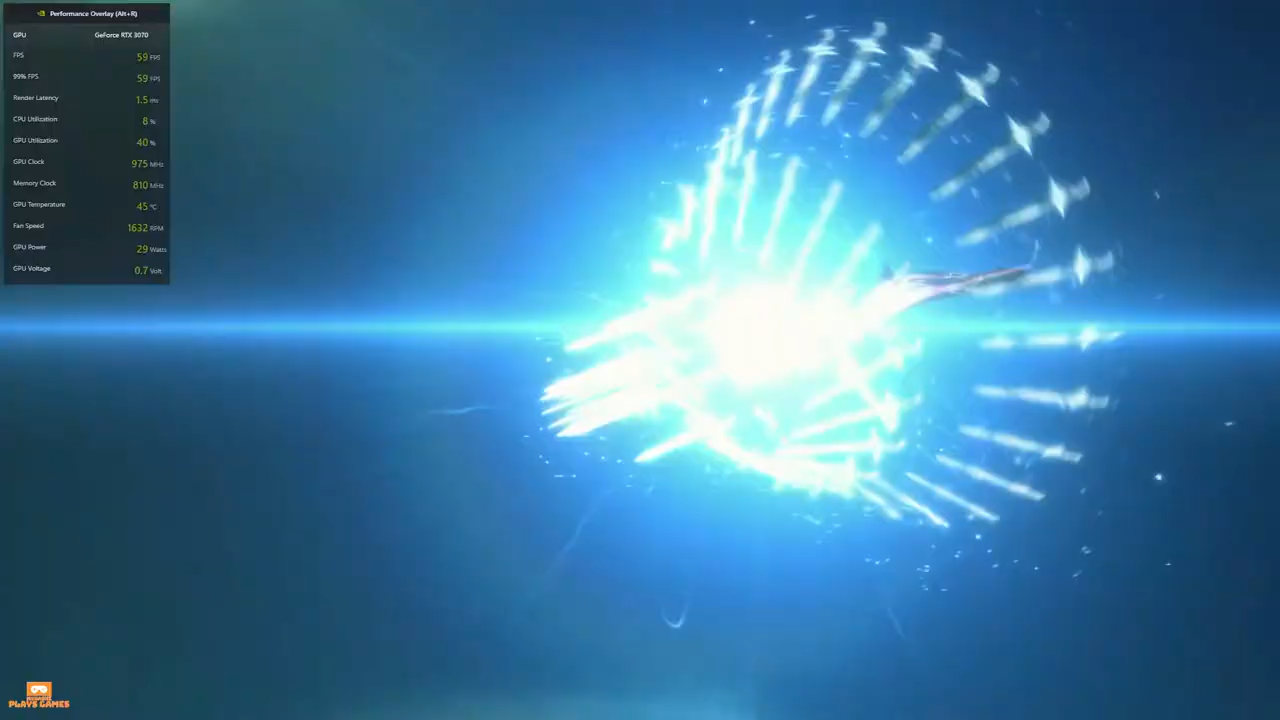 Performance Overlay (Alt+R)
GPU GeForce RTX 3070
FPS 59 FPS
99% FPS 59 FPS
Render Latency 1.5 ms
CPU Utilization 8 %
GPU Utilization 40 %
GPU Clock 975 MHz
Memory Clock 810 MHz
GPU Temperature 45 °C
Fan Speed 1632 RPM
GPU Power 29 Watts
GPU Voltage 0.7 Volt
PLAYS GAMES